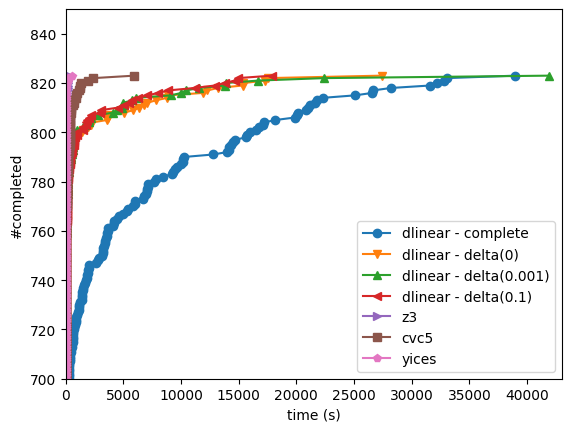 840
820
800
780
760
740
720
700
#completed
0
5000
10000
15000
20000
25000
30000
35000
40000
time (s)
dlinear - complete
dlinear - delta(0)
dlinear - delta(0.001)
dlinear - delta(0.1)
z3
cvc5
yices